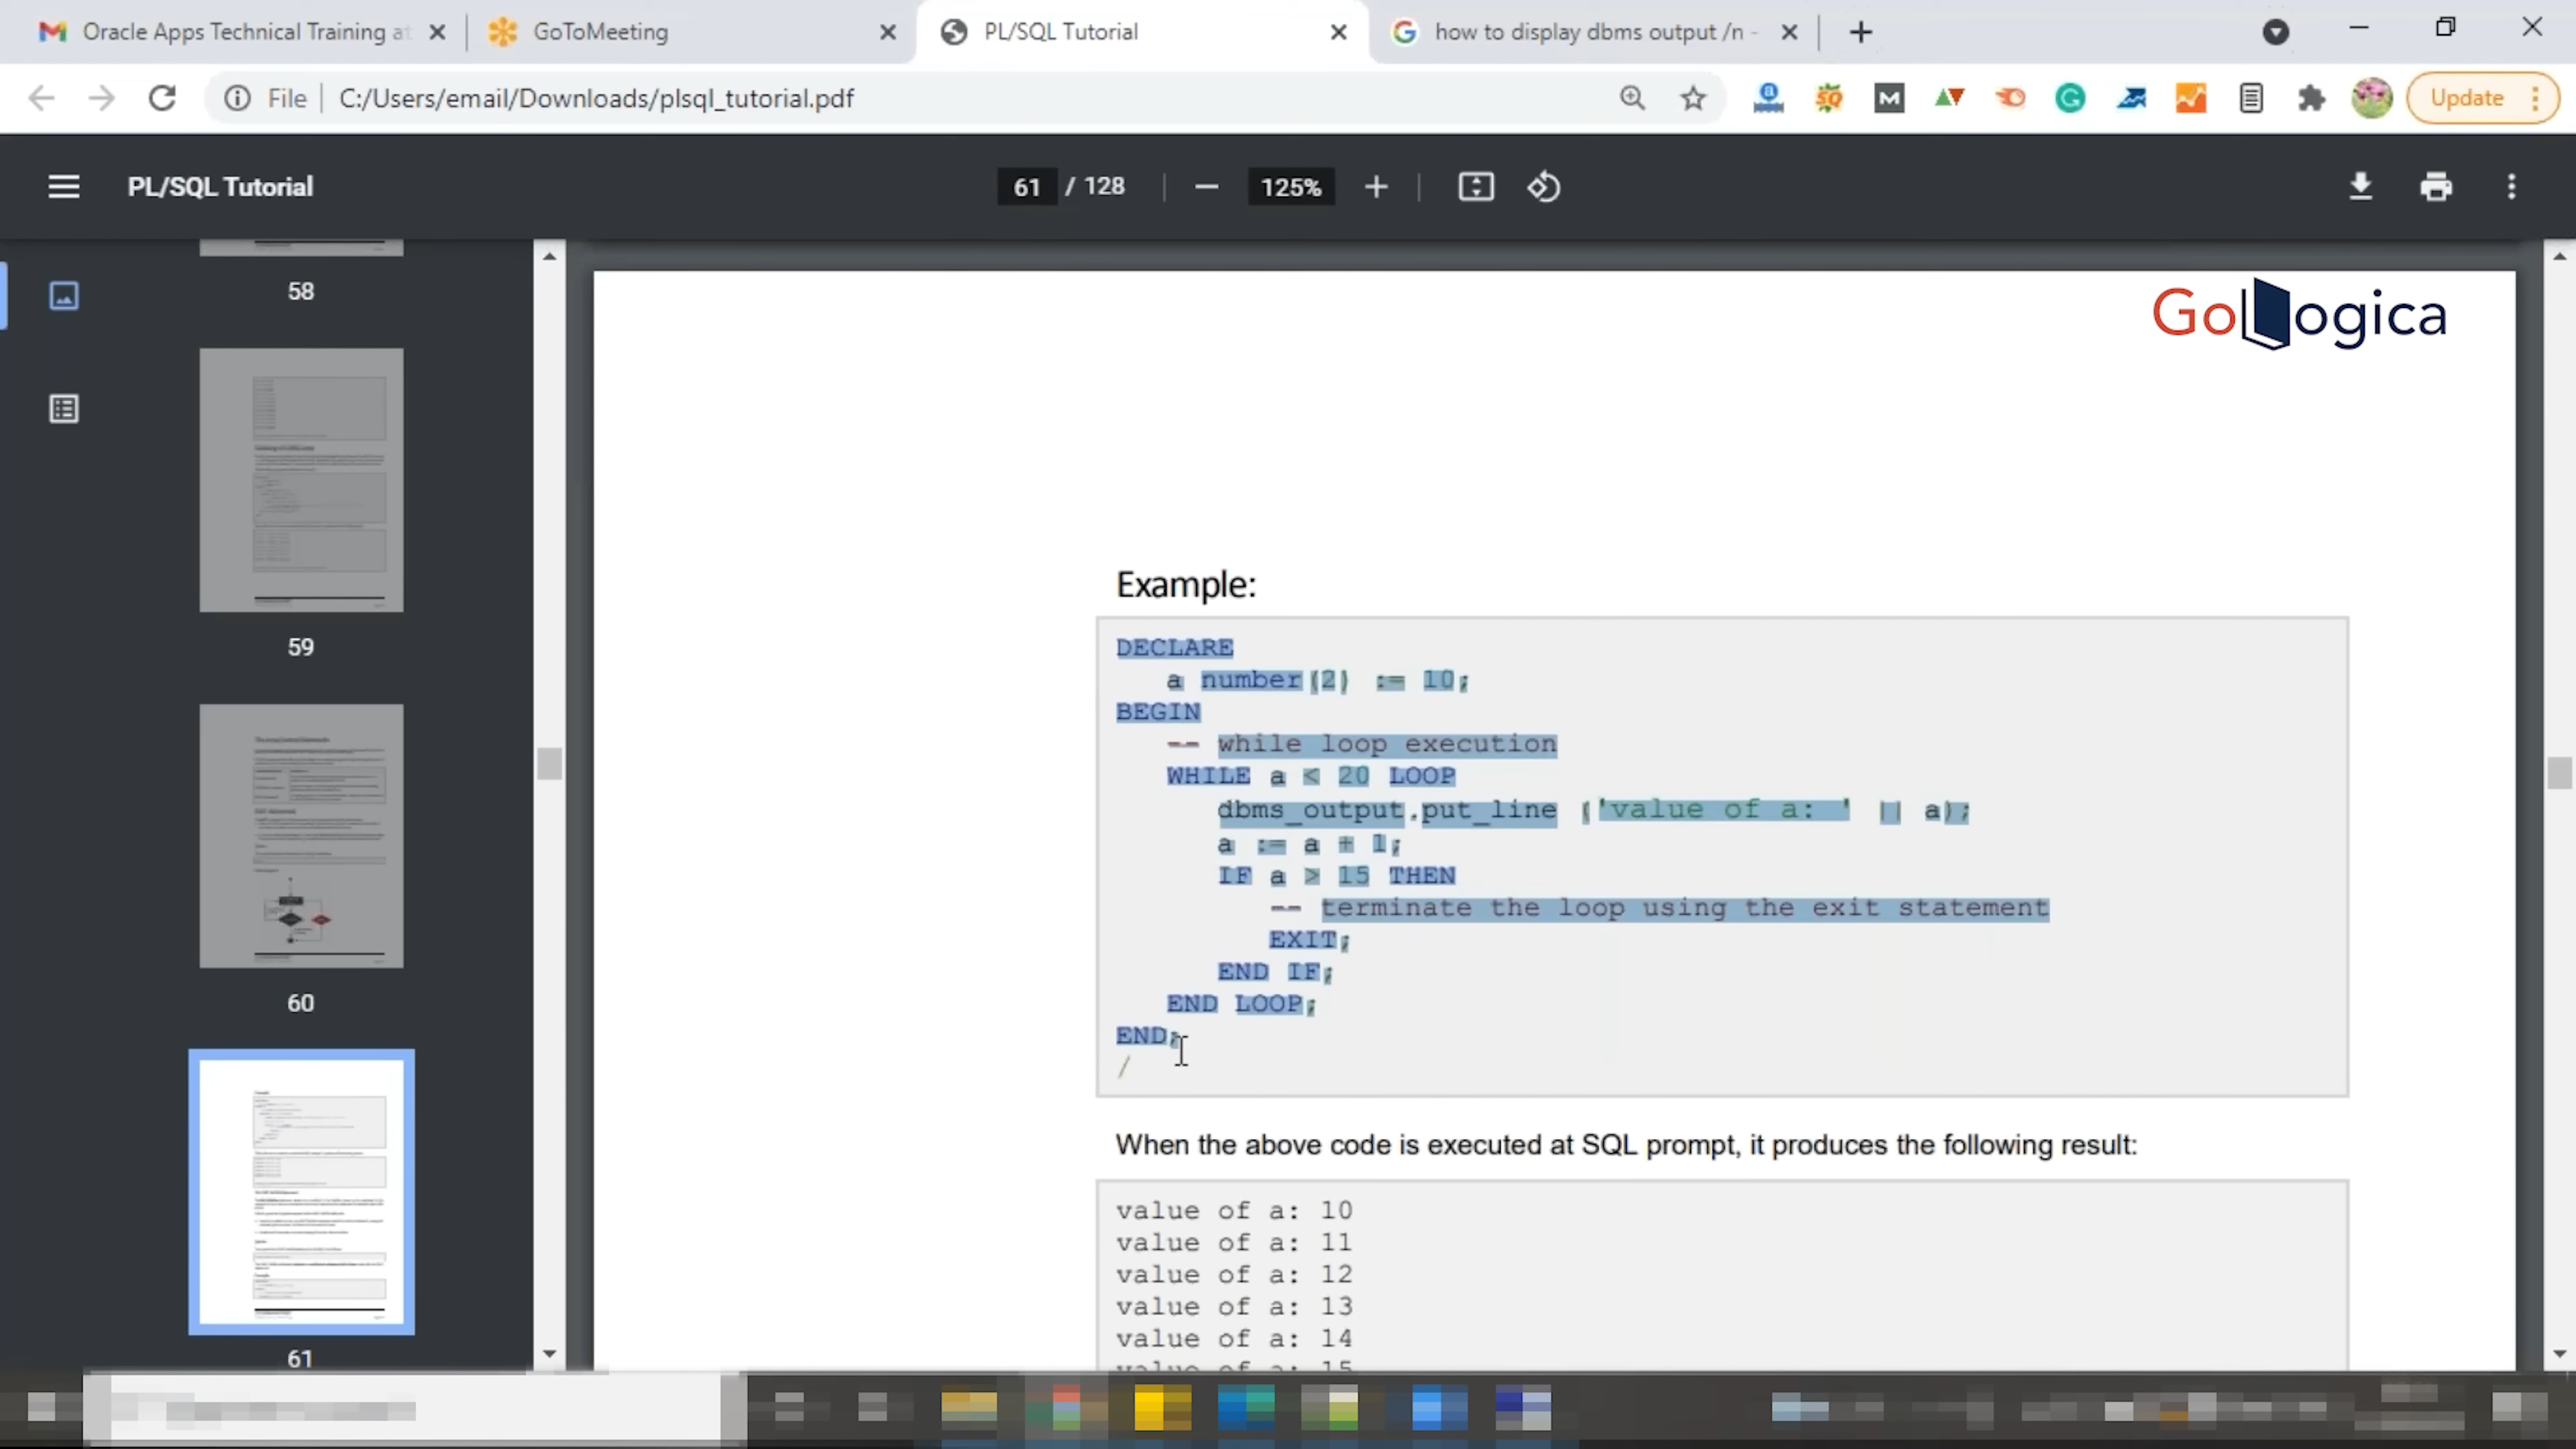 Oracle Apps Technical Training at
GoToMeeting
PL/SQL Tutorial
how to display dbms output /n -
File
C:/Users/email/Downloads/plsql_tutorial.pdf
Update
PL/SQL Tutorial
61 / 128
125%
58
59
60
61
GoLogica
Example:
DECLARE
a number(2) := 10;
BEGIN
-- while loop execution
WHILE a < 20 LOOP
dbms_output.put_line ('value of a: ' || a);
a := a + 1;
IF a > 15 THEN
-- terminate the loop using the exit statement
EXIT;
END IF;
END LOOP;
END;
/
When the above code is executed at SQL prompt, it produces the following result:
value of a: 10
value of a: 11
value of a: 12
value of a: 13
value of a: 14
value of a: 15